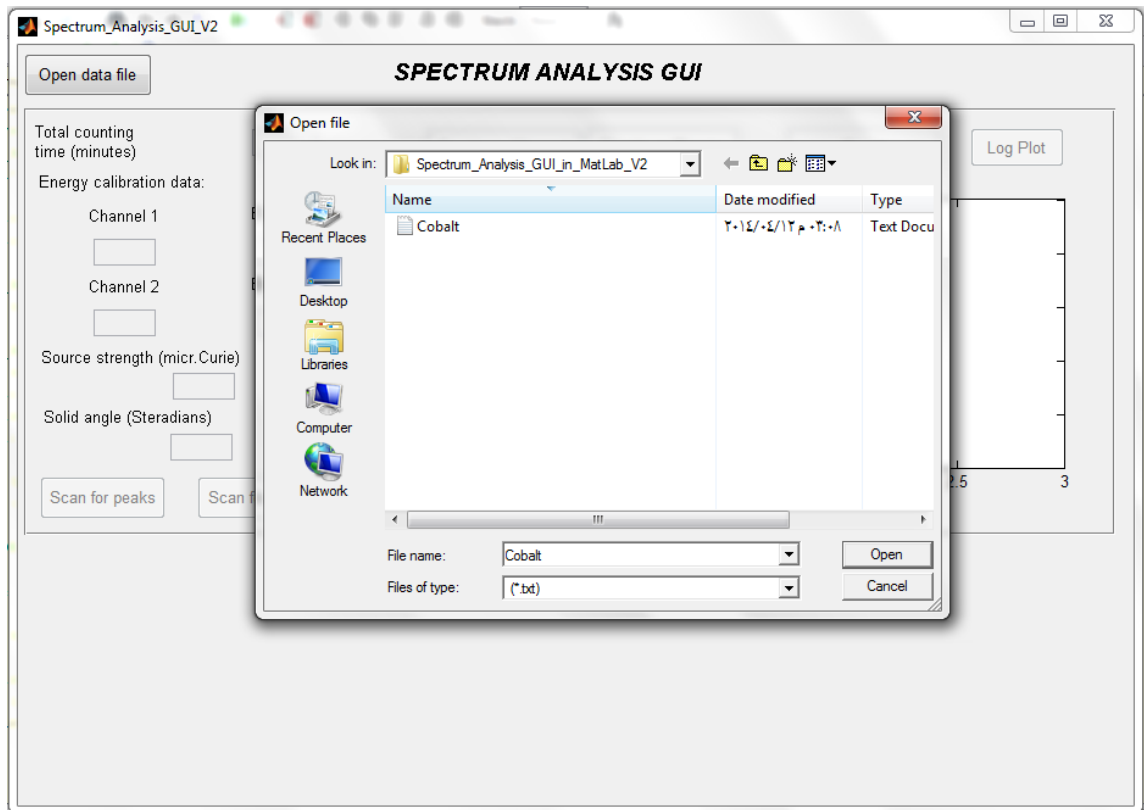 Spectrum_Analysis_GUI_V2
Open data file
SPECTRUM ANALYSIS GUI
Total counting
time (minutes)
Energy calibration data:
Channel 1
Channel 2
Source strength (micr.Curie)
Solid angle (Steradians)
Scan for peaks
Scan
Log Plot
2.5
3
Open file
Look in:
Spectrum_Analysis_GUI_in_MatLab_V2
Recent Places
Desktop
Libraries
Computer
Network
Name
Date modified
Type
Cobalt
٢٠١٤/٠٤/١٢ ٠٣:٠٨ م
Text Docu
File name:
Cobalt
Open
Files of type:
(*.txt)
Cancel